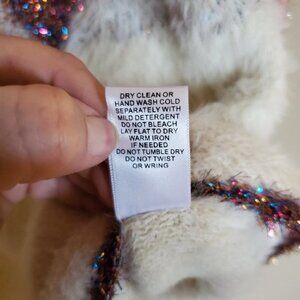 DRY CLEAN OR
HAND WASH COLD
SEPARATELY WITH
MILD DETERGENT
DO NOT BLEACH
LAY FLAT TO DRY
WARM IRON
IF NEEDED
DO NOT TUMBLE DRY
DO NOT TWIST
OR WRING